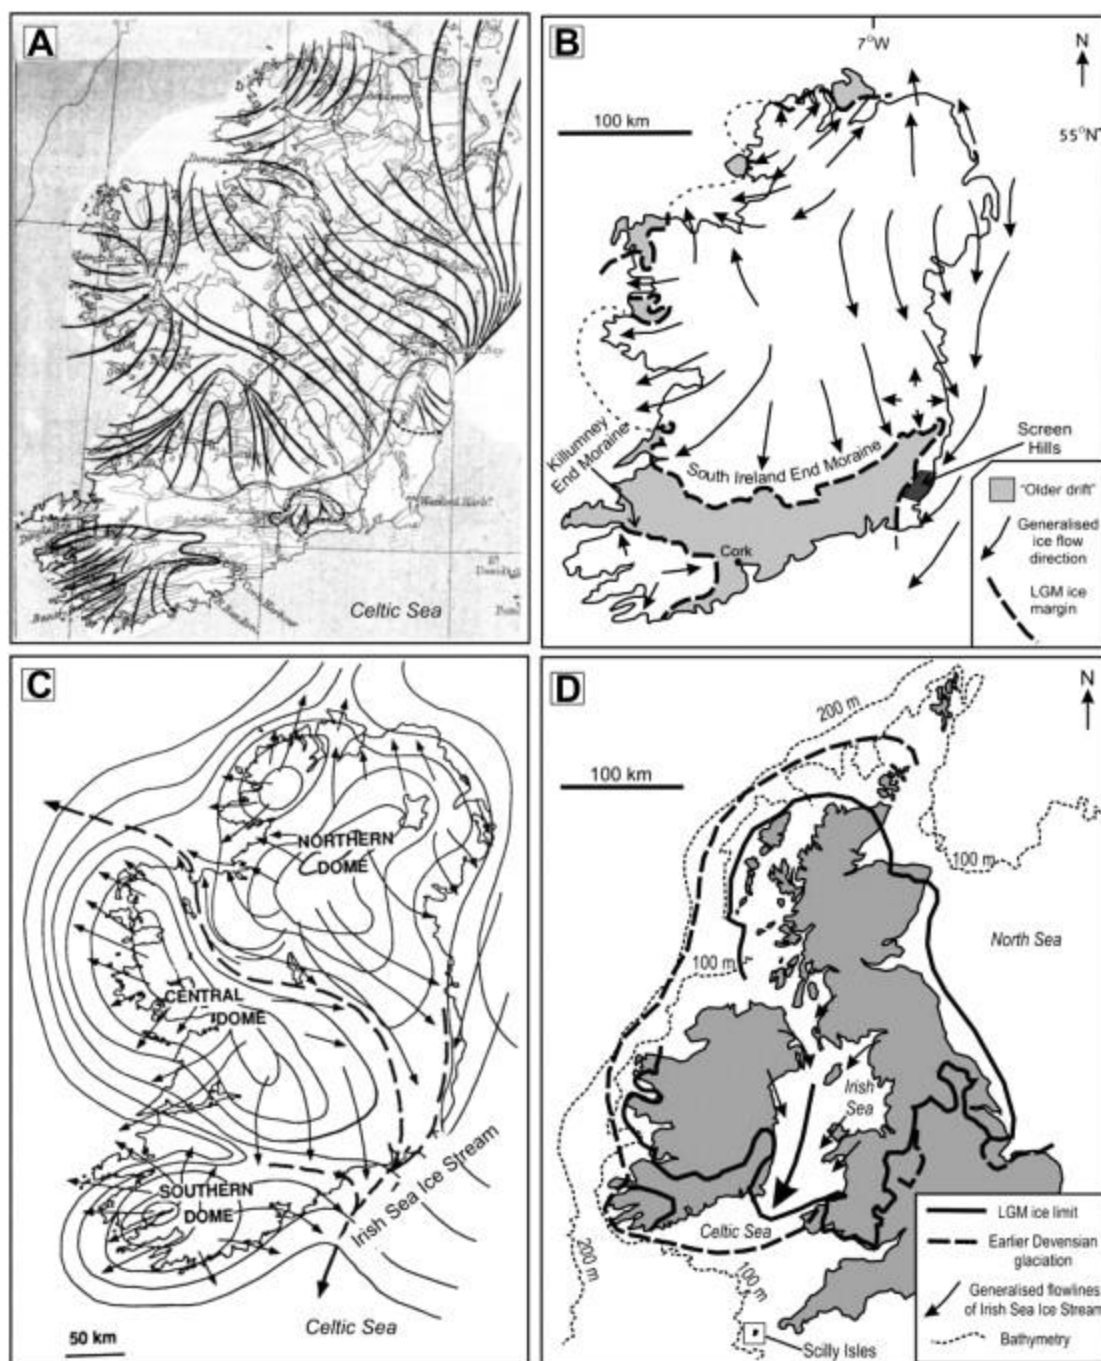 A
Celtic Sea
B
7°W
N
100 km
55°N
Killumney
End Moraine
South Ireland End Moraine
Screen
Hills
Cork
"Older drift"
Generalised
ice flow
direction
LGM ice
margin
C
NORTHERN
DOME
CENTRAL
DOME
SOUTHERN
DOME
Irish Sea Ice Stream
Celtic Sea
50 km
D
N
200 m
100 km
100 m
North Sea
100 m
Irish
Sea
Celtic Sea
200 m
100 m
Scilly Isles
LGM ice limit
Earlier Devensian
glaciation
Generalised flowlines
of Irish Sea Ice Stream
Bathymetry